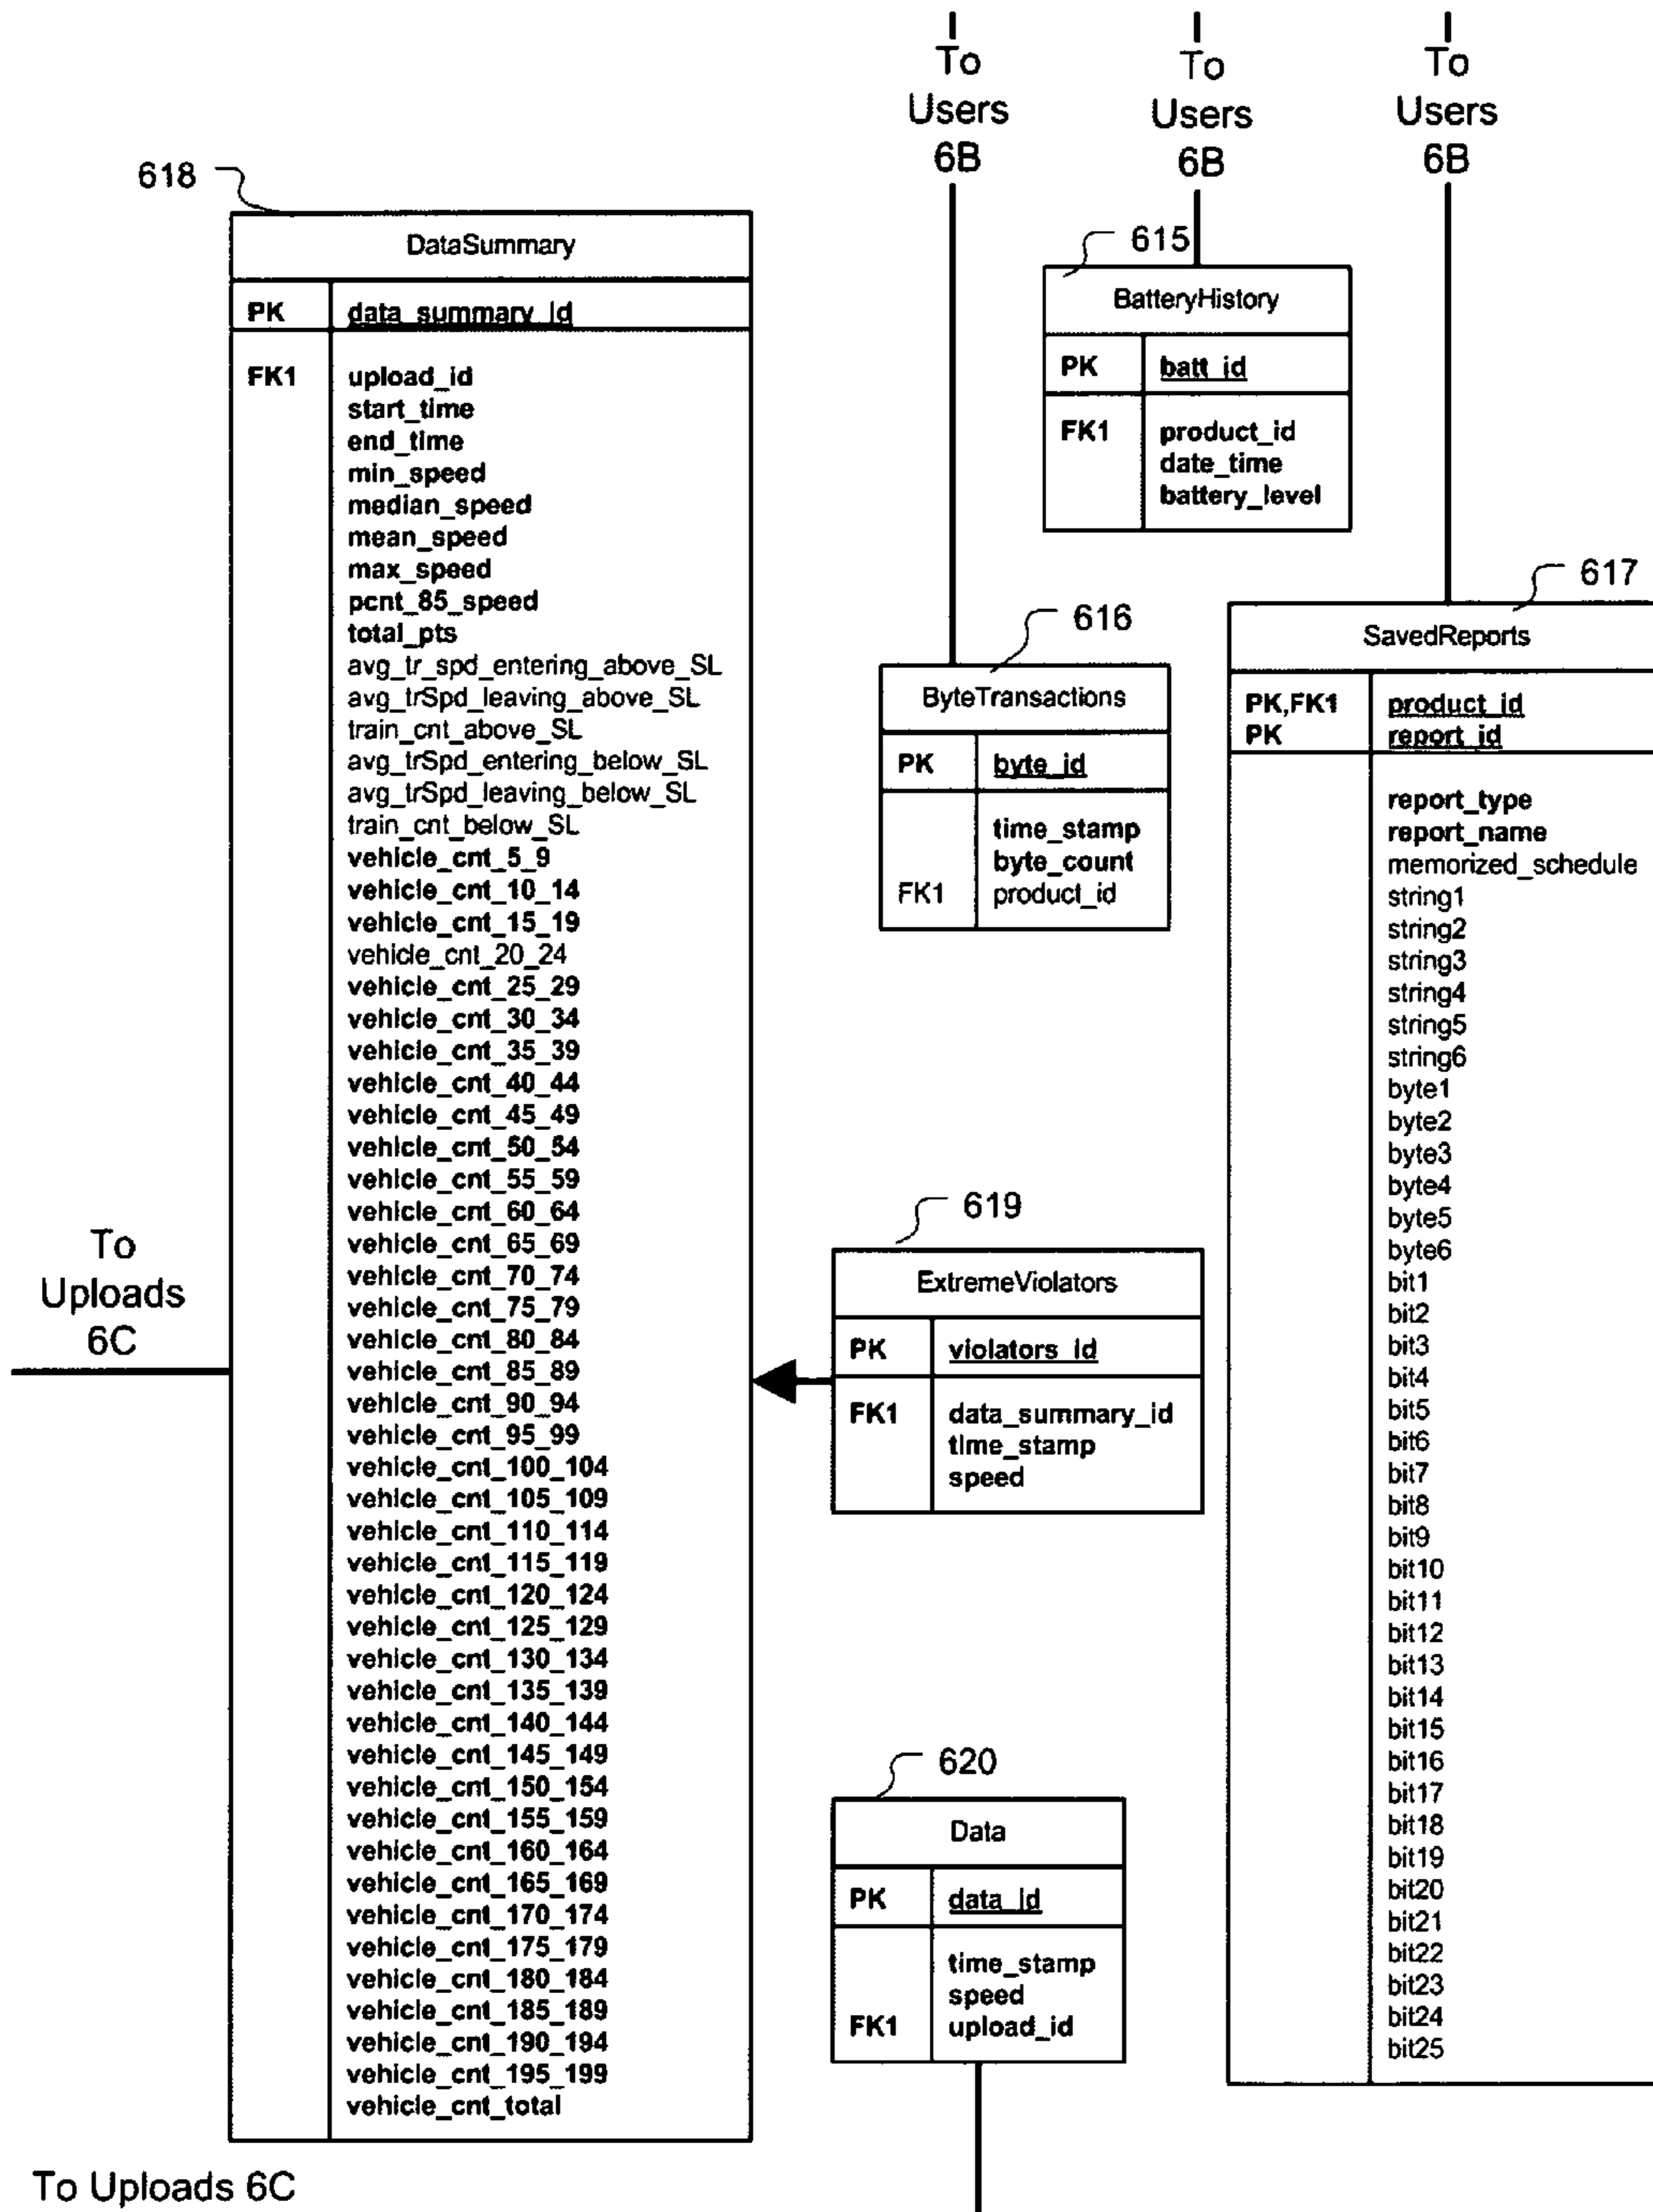 To
Users
6B
To
Users
6B
To
Users
6B
618
DataSummary
PK data_summary_id
FK1 upload_id
start_time
end_time
min_speed
median_speed
mean_speed
max_speed
pcnt_85_speed
total_pts
avg_tr_spd_entering_above_SL
avg_trSpd_leaving_above_SL
train_cnt_above_SL
avg_trSpd_entering_below_SL
avg_trSpd_leaving_below_SL
train_cnt_below_SL
vehicle_cnt_5_9
vehicle_cnt_10_14
vehicle_cnt_15_19
vehicle_cnt_20_24
vehicle_cnt_25_29
vehicle_cnt_30_34
vehicle_cnt_35_39
vehicle_cnt_40_44
vehicle_cnt_45_49
vehicle_cnt_50_54
vehicle_cnt_55_59
vehicle_cnt_60_64
vehicle_cnt_65_69
vehicle_cnt_70_74
vehicle_cnt_75_79
vehicle_cnt_80_84
vehicle_cnt_85_89
vehicle_cnt_90_94
vehicle_cnt_95_99
vehicle_cnt_100_104
vehicle_cnt_105_109
vehicle_cnt_110_114
vehicle_cnt_115_119
vehicle_cnt_120_124
vehicle_cnt_125_129
vehicle_cnt_130_134
vehicle_cnt_135_139
vehicle_cnt_140_144
vehicle_cnt_145_149
vehicle_cnt_150_154
vehicle_cnt_155_159
vehicle_cnt_160_164
vehicle_cnt_165_169
vehicle_cnt_170_174
vehicle_cnt_175_179
vehicle_cnt_180_184
vehicle_cnt_185_189
vehicle_cnt_190_194
vehicle_cnt_195_199
vehicle_cnt_total
To
Uploads
6C
615
BatteryHistory
PK batt_id
FK1 product_id
date_time
battery_level
616
ByteTransactions
PK byte_id
time_stamp
byte_count
FK1 product_id
617
SavedReports
PK,FK1 product_id
PK report_id
report_type
report_name
memorized_schedule
string1
string2
string3
string4
string5
string6
byte1
byte2
byte3
byte4
byte5
byte6
bit1
bit2
bit3
bit4
bit5
bit6
bit7
bit8
bit9
bit10
bit11
bit12
bit13
bit14
bit15
bit16
bit17
bit18
bit19
bit20
bit21
bit22
bit23
bit24
bit25
619
ExtremeViolators
PK violators_id
FK1 data_summary_id
time_stamp
speed
620
Data
PK data_id
time_stamp
speed
FK1 upload_id
To Uploads 6C